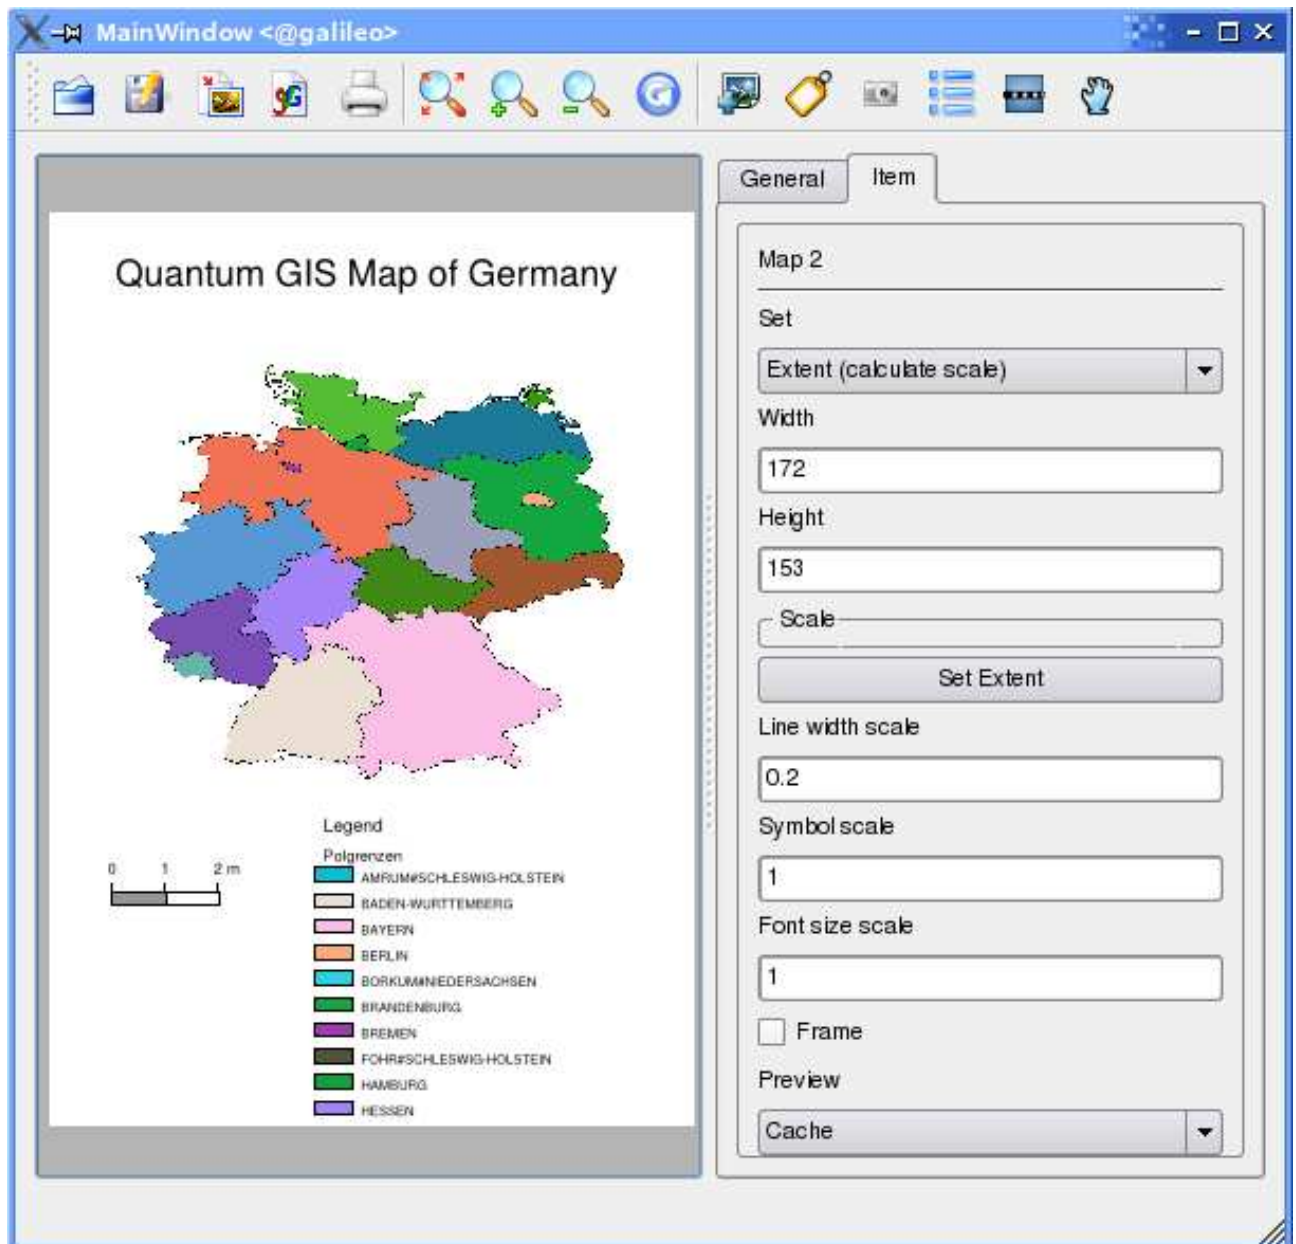 MainWindow <@galileo>
General
Item
Quantum GIS Map of Germany
Legend
Polgrenzen
0 1 2 m
AMRUM#SCHLESWIG-HOLSTEIN
BADEN-WURTTEMBERG
BAYERN
BERLIN
BORKUM#NIEDERSACHSEN
BRANDENBURG
BREMEN
FOHR#SCHLESWIG-HOLSTEIN
HAMBURG
HESSEN
Map 2
Set
Extent (calculate scale)
Width
172
Height
153
Scale
Set Extent
Line width scale
0.2
Symbol scale
1
Font size scale
1
Frame
Preview
Cache